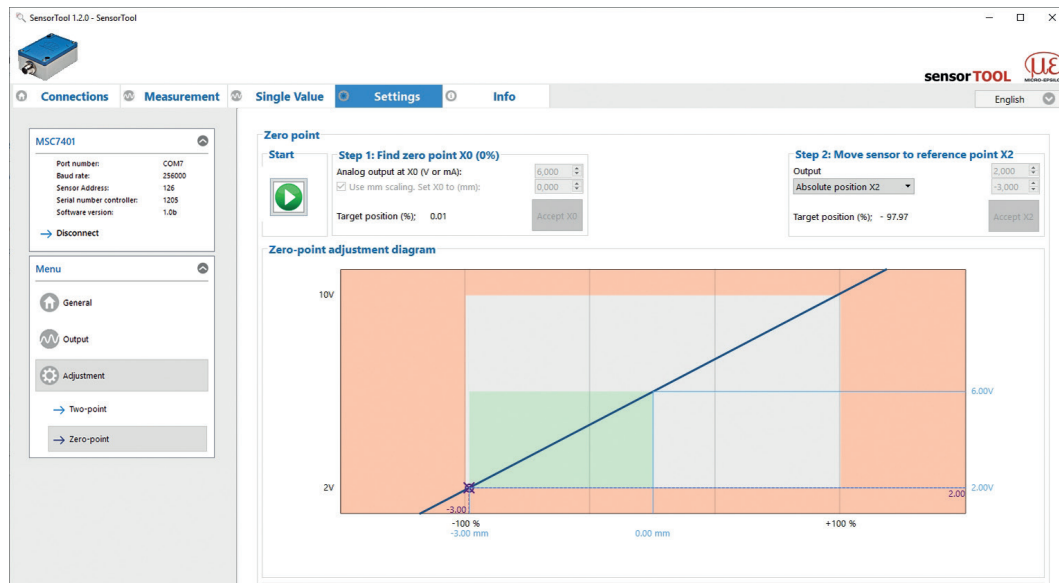 SensorTool 1.2.0 - SensorTool
sensorTOOL
με
MICRO-EPSILON
Connections Measurement Single Value Settings Info
English
MSC7401
Port number: COM7
Baud rate: 256000
Sensor Address: 126
Serial number controller: 1205
Software version: 1.0b
Disconnect
Menu
General
Output
Adjustment
Two-point
Zero-point
Zero point
Start
Step 1: Find zero point X0 (0%)
Analog output at X0 (V or mA): 6,000
Use mm scaling. Set X0 to (mm): 0,000
Target position (%); 0.01
Accept X0
Step 2: Move sensor to reference point X2
Output 2,000
Absolute position X2 -3,000
Target position (%); - 97.97
Accept X2
Zero-point adjustment diagram
10V
6.00V
2V
2.00V
2.00
-3.00
-100 %
+100 %
-3.00 mm
0.00 mm